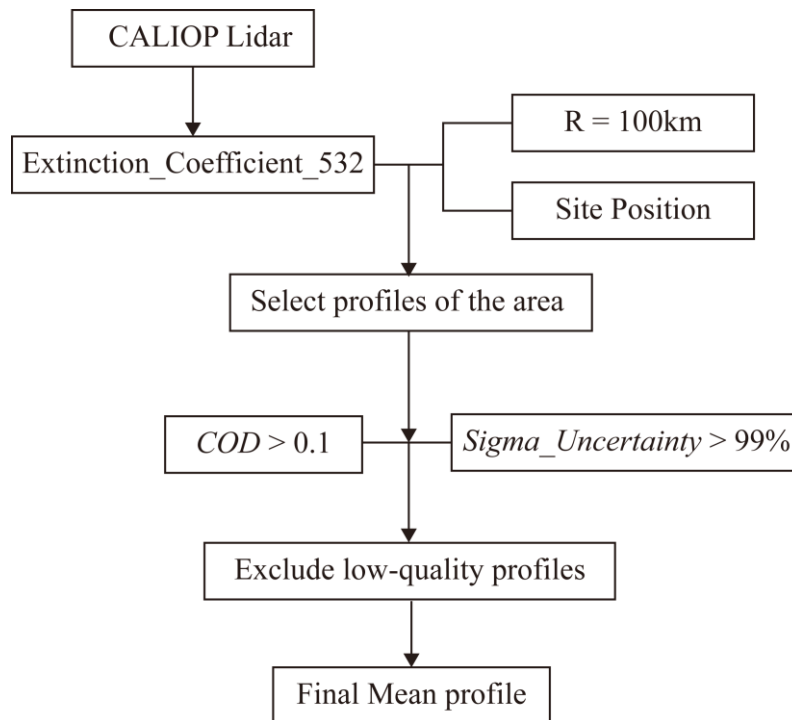 CALIOP Lidar
R = 100km
Extinction_Coefficient_532
Site Position
Select profiles of the area
COD > 0.1
Sigma_Uncertainty > 99%
Exclude low-quality profiles
Final Mean profile